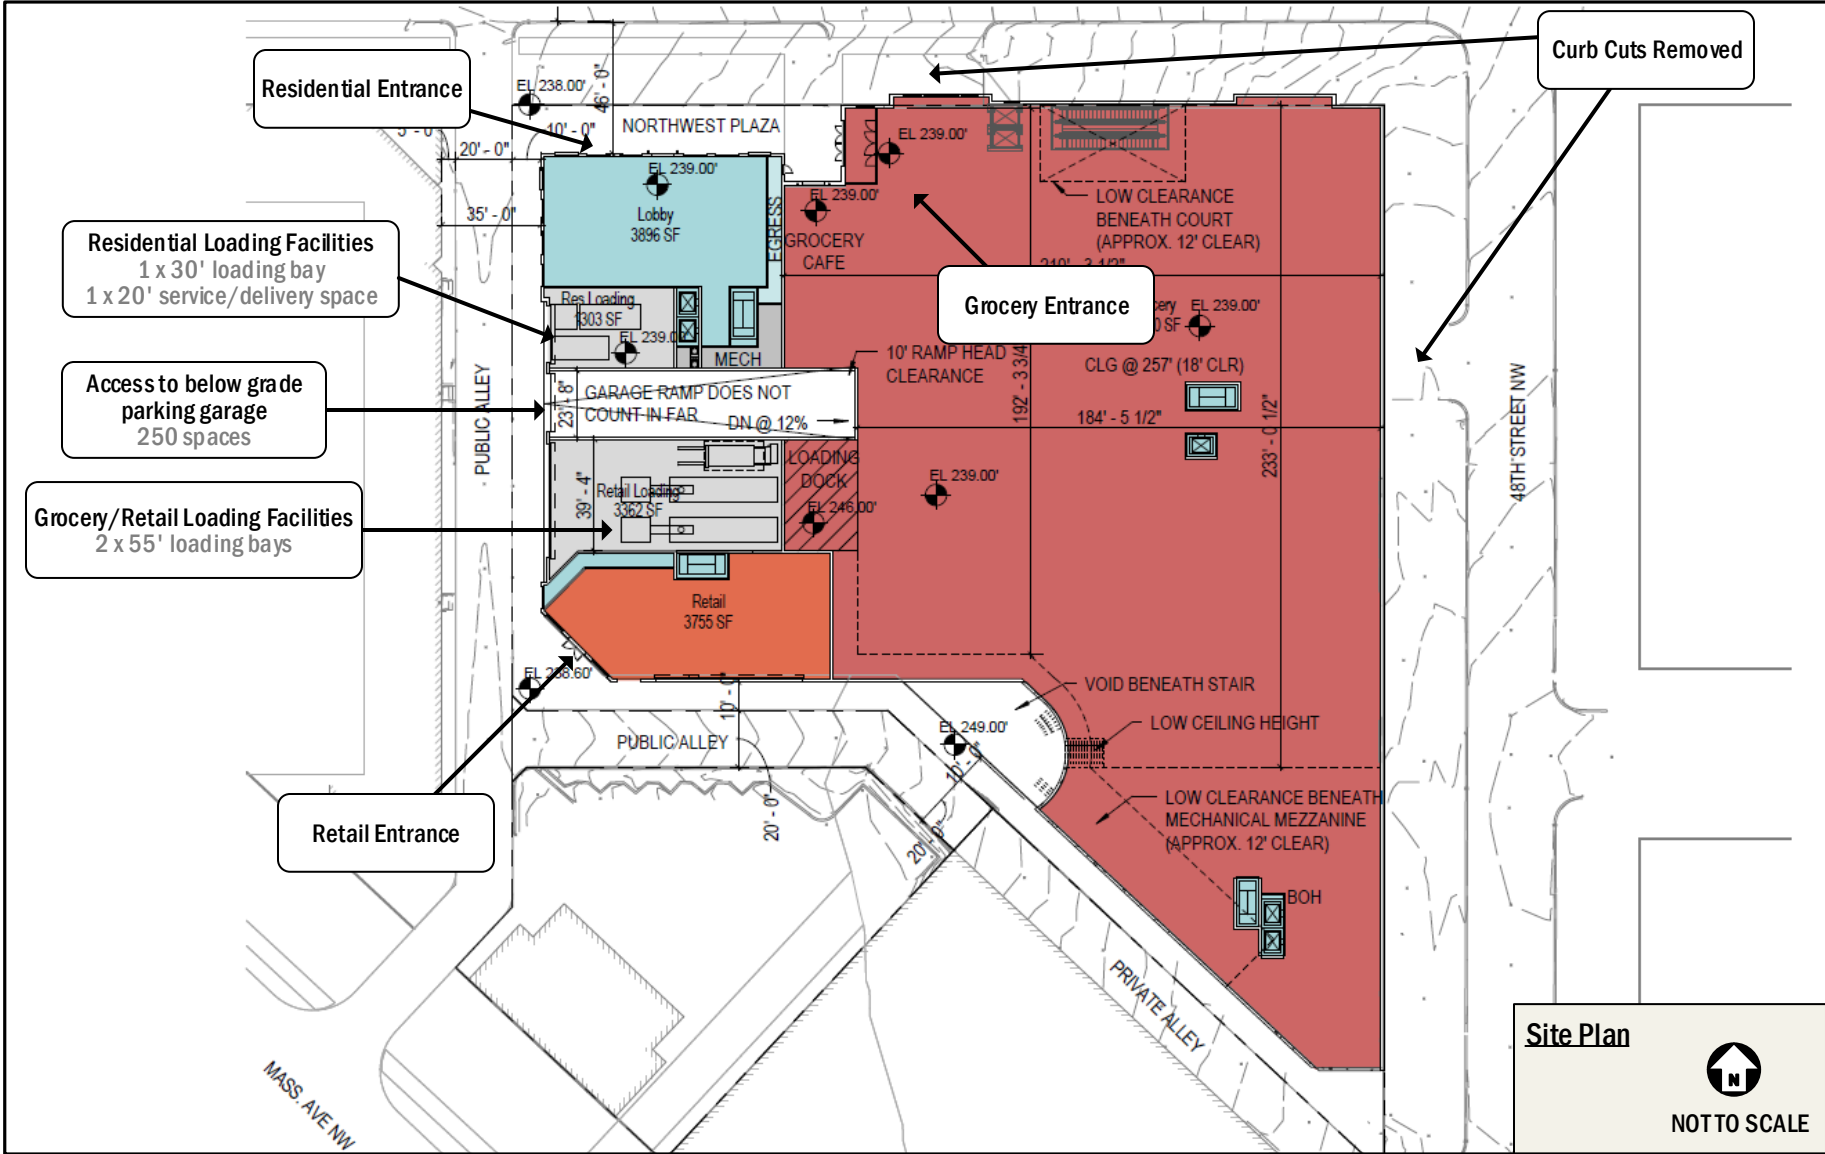 Curb Cuts Removed
Residential Entrance
EL 238.00'
46' - 0"
10' - 0"
NORTHWEST PLAZA
20' - 0"
EL 239.00'
EL 239.00'
EL 239.00'
35' - 0"
Lobby
3896 SF
EGRESS
GROCERY
CAFE
LOW CLEARANCE
BENEATH COURT
(APPROX. 12' CLEAR)
Residential Loading Facilities
1 x 30' loading bay
1 x 20' service/delivery space
Grocery Entrance
Res Loading
1303 SF
EL 239.00'
MECH
EL 239.00'
CLG @ 257' (18' CLR)
10' RAMP HEAD
CLEARANCE
192' - 3 3/4"
Access to below grade
parking garage
250 spaces
PUBLIC ALLEY
23' - 8"
GARAGE RAMP DOES NOT
COUNT IN FAR
DN @ 12%
184' - 5 1/2"
233' - 0 1/2"
48TH STREET NW
Grocery/Retail Loading Facilities
2 x 55' loading bays
39' - 4"
Retail Loading
3362 SF
LOADING
DOCK
EL 246.00'
EL 239.00'
Retail
3755 SF
EL 238.60'
10' - 0"
PUBLIC ALLEY
20' - 0"
EL 249.00'
10' - 0"
20' - 0"
VOID BENEATH STAIR
LOW CEILING HEIGHT
LOW CLEARANCE BENEATH
MECHANICAL MEZZANINE
(APPROX. 12' CLEAR)
Retail Entrance
BOH
PRIVATE ALLEY
MASS. AVE NW
Site Plan
N
NOT TO SCALE